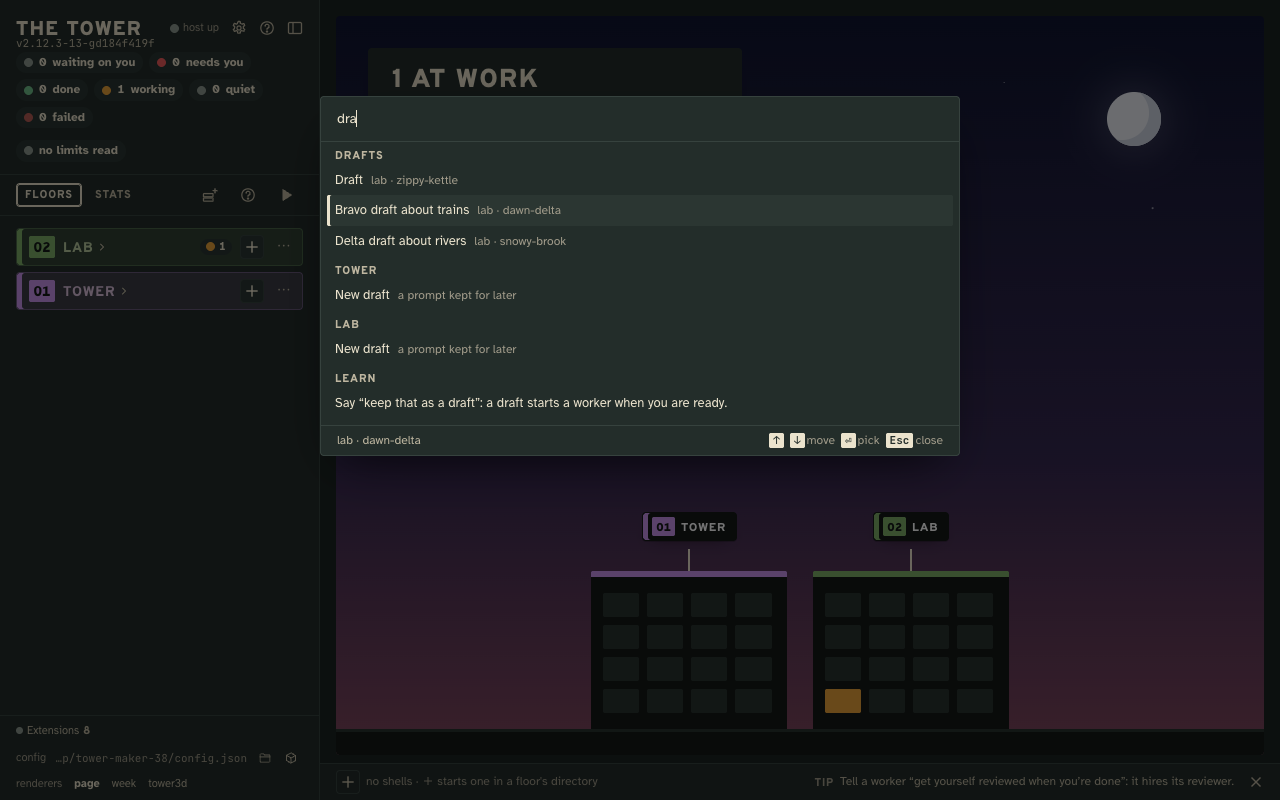 THE TOWER
host up
v2.12.3-13-gd184f419f
0 waiting on you
0 needs you
0 done
1 working
0 quiet
0 failed
no limits read
FLOORS
STATS
02 LAB ›
1
01 TOWER ›
Extensions 8
config …p/tower-maker-38/config.json
renderers page week tower3d
1 AT WORK
dra
DRAFTS
Draft lab · zippy-kettle
Bravo draft about trains lab · dawn-delta
Delta draft about rivers lab · snowy-brook
TOWER
New draft a prompt kept for later
LAB
New draft a prompt kept for later
LEARN
Say “keep that as a draft”: a draft starts a worker when you are ready.
lab · dawn-delta
↑ ↓ move ⏎ pick Esc close
01 TOWER
02 LAB
no shells · + starts one in a floor's directory
TIP Tell a worker “get yourself reviewed when you're done”: it hires its reviewer.